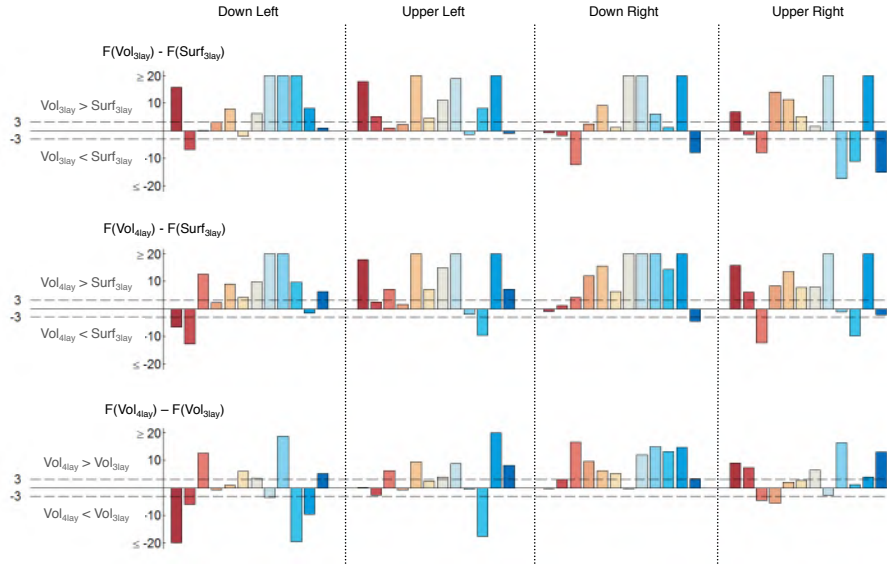 Down Left Upper Left Down Right Upper Right
F(Vol3lay) - F(Surf3lay)
≥ 20
Vol3lay > Surf3lay 10
3
-3
Vol3lay < Surf3lay -10
≤ -20
F(Vol4lay) - F(Surf3lay)
≥ 20
Vol4lay > Surf3lay 10
3
-3
Vol4lay < Surf3lay -10
≤ -20
F(Vol4lay) – F(Vol3lay)
≥ 20
Vol4lay > Vol3lay 10
3
-3
Vol4lay < Vol3lay -10
≤ -20